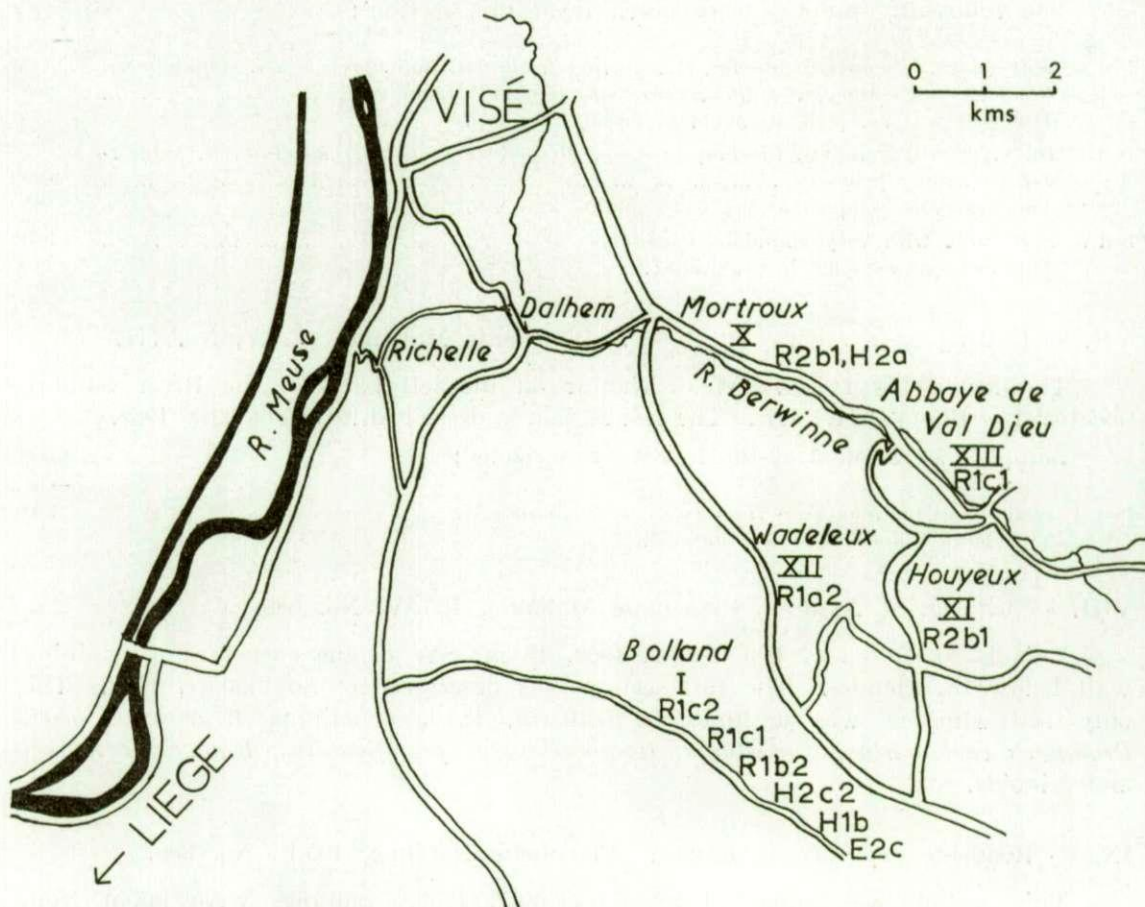 VISÉ
0 1 2
kms
R. Meuse
Richelle
Dalhem
Mortroux
X
R2b1,H2a
R. Berwinne
Abbaye de
Val Dieu
XIII
R1c1
Wadeleux
XII
R1a2
Houyeux
XI
R2b1
Bolland
I
R1c2
R1c1
R1b2
H2c2
H1b
E2c
LIEGE